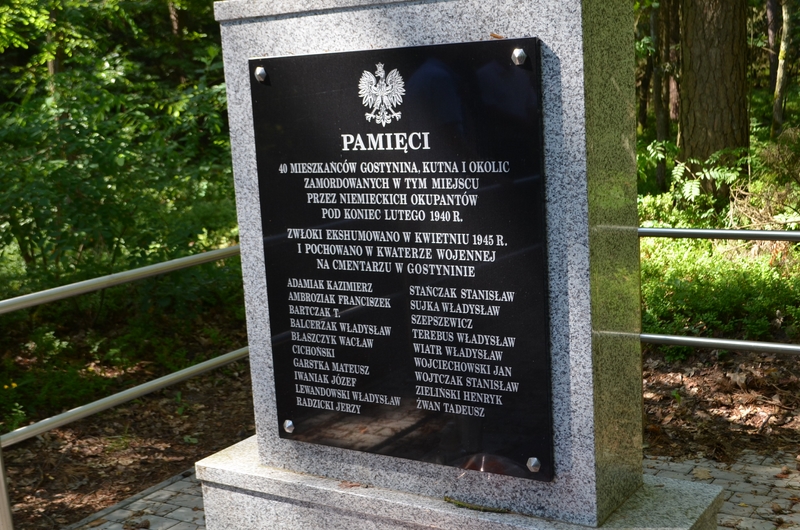 PAMIĘCI
40 MIESZKAŃCÓW GOSTYNINA, KUTNA I OKOLIC
ZAMORDOWANYCH W TYM MIEJSCU
PRZEZ NIEMIECKICH OKUPANTÓW
POD KONIEC LUTEGO 1940 R.
ZWŁOKI EKSHUMOWANO W KWIETNIU 1945 R.
I POCHOWANO W KWATERZE WOJENNEJ
NA CMENTARZU W GOSTYNINIE
ADAMIAK KAZIMIERZ
AMBROZIAK FRANCISZEK
BARTCZAK T.
BALCERZAK WŁADYSŁAW
BŁASZCZYK WACŁAW
CICHOŃSKI
GARSTKA MATEUSZ
IWANIAK JÓZEF
LEWANDOWSKI WŁADYSŁAW
RADZICKI JERZY
STAŃCZAK STANISŁAW
SUJKA WŁADYSŁAW
SZEPSZEWICZ
TEREBUS WŁADYSŁAW
WIATR WŁADYSŁAW
WOJCIECHOWSKI JAN
WOJTCZAK STANISŁAW
ZIELIŃSKI HENRYK
ŻWAN TADEUSZ